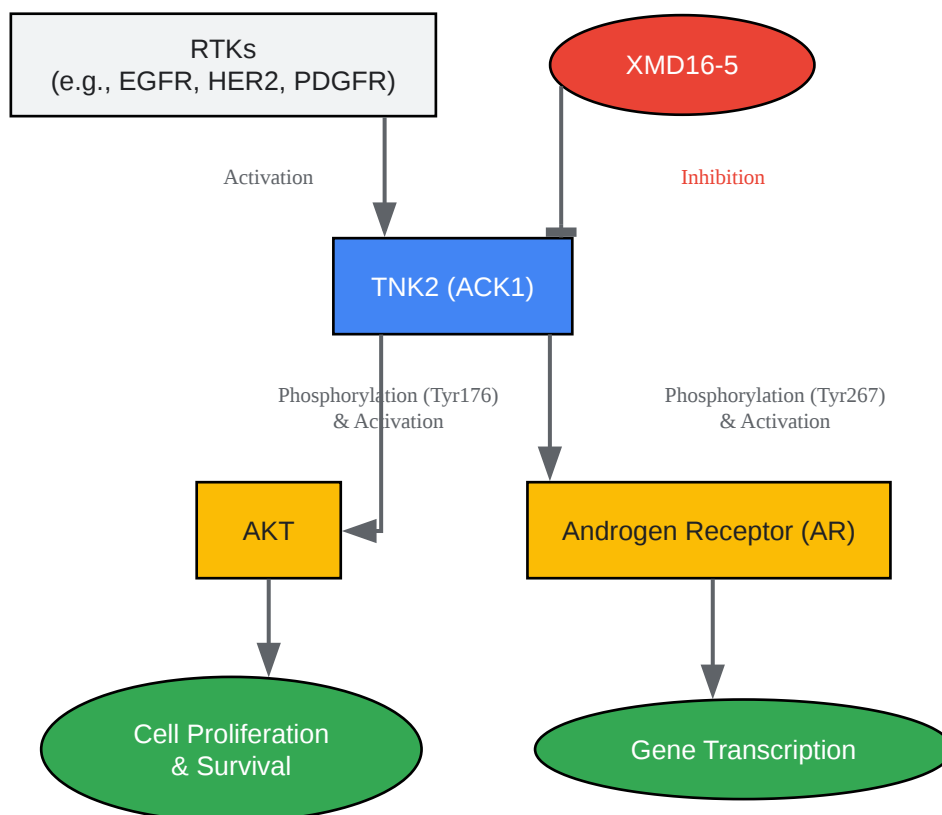 RTKs
(e.g., EGFR, HER2, PDGFR)
XMD16-5
Activation
Inhibition
TNK2 (ACK1)
Phosphorylation (Tyr176)
& Activation
Phosphorylation (Tyr267)
& Activation
AKT
Androgen Receptor (AR)
Cell Proliferation
& Survival
Gene Transcription